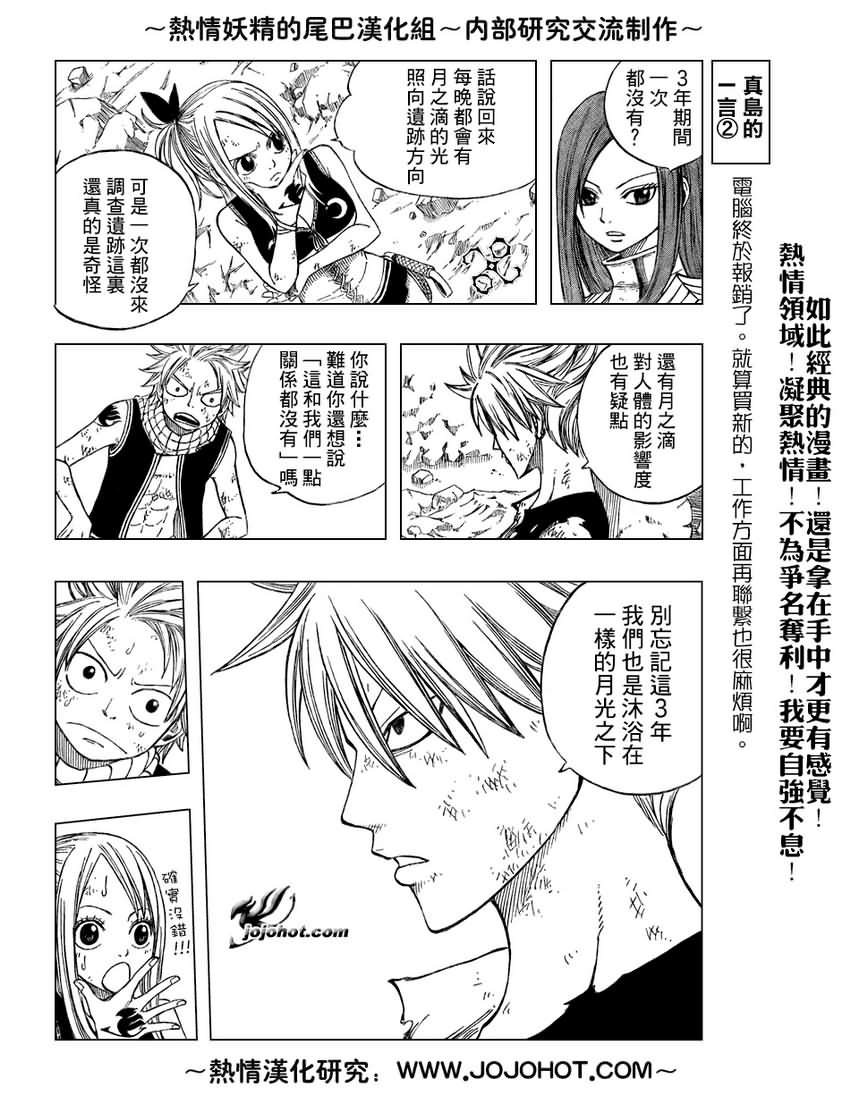 ～熱情妖精的尾巴漢化組～内部研究交流制作～
真島的
一言②
電腦終於報銷了。就算買新的，工作方面再聯繫也很麻煩啊。
如此經典的漫畫！還是拿在手中才更有感覺！
熱情領域！凝聚熱情！不為爭名奪利！我要自強不息！
3年期間
一次
都沒有？
話說回來
每晚都會有
月之滴的光
照向遺跡方向
可是一次都沒來
調查遺跡這裏
還真的是奇怪
還有月之滴
對人體的影響度
也有疑點
你說什麼…
難道你還想說
「這和我們一點
關係都沒有」嗎
別忘記這3年
我們也是沐浴在
一樣的月光之下
確實沒錯!!!
jojohot.com
～熱情漢化研究：WWW.JOJOHOT.COM～